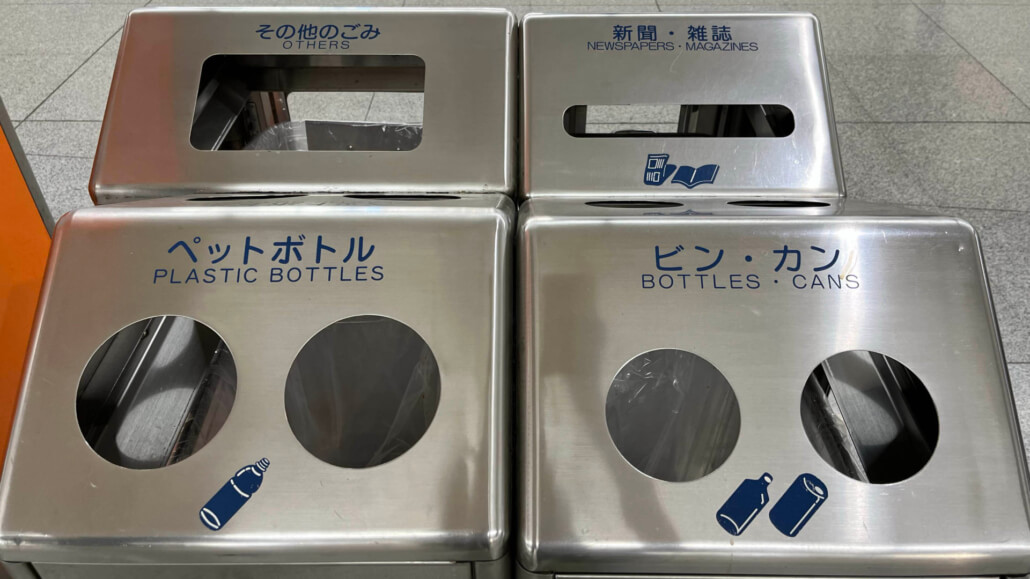 その他のごみ
OTHERS
新聞・雑誌
NEWSPAPERS・MAGAZINES
ペットボトル
PLASTIC BOTTLES
ビン・カン
BOTTLES・CANS